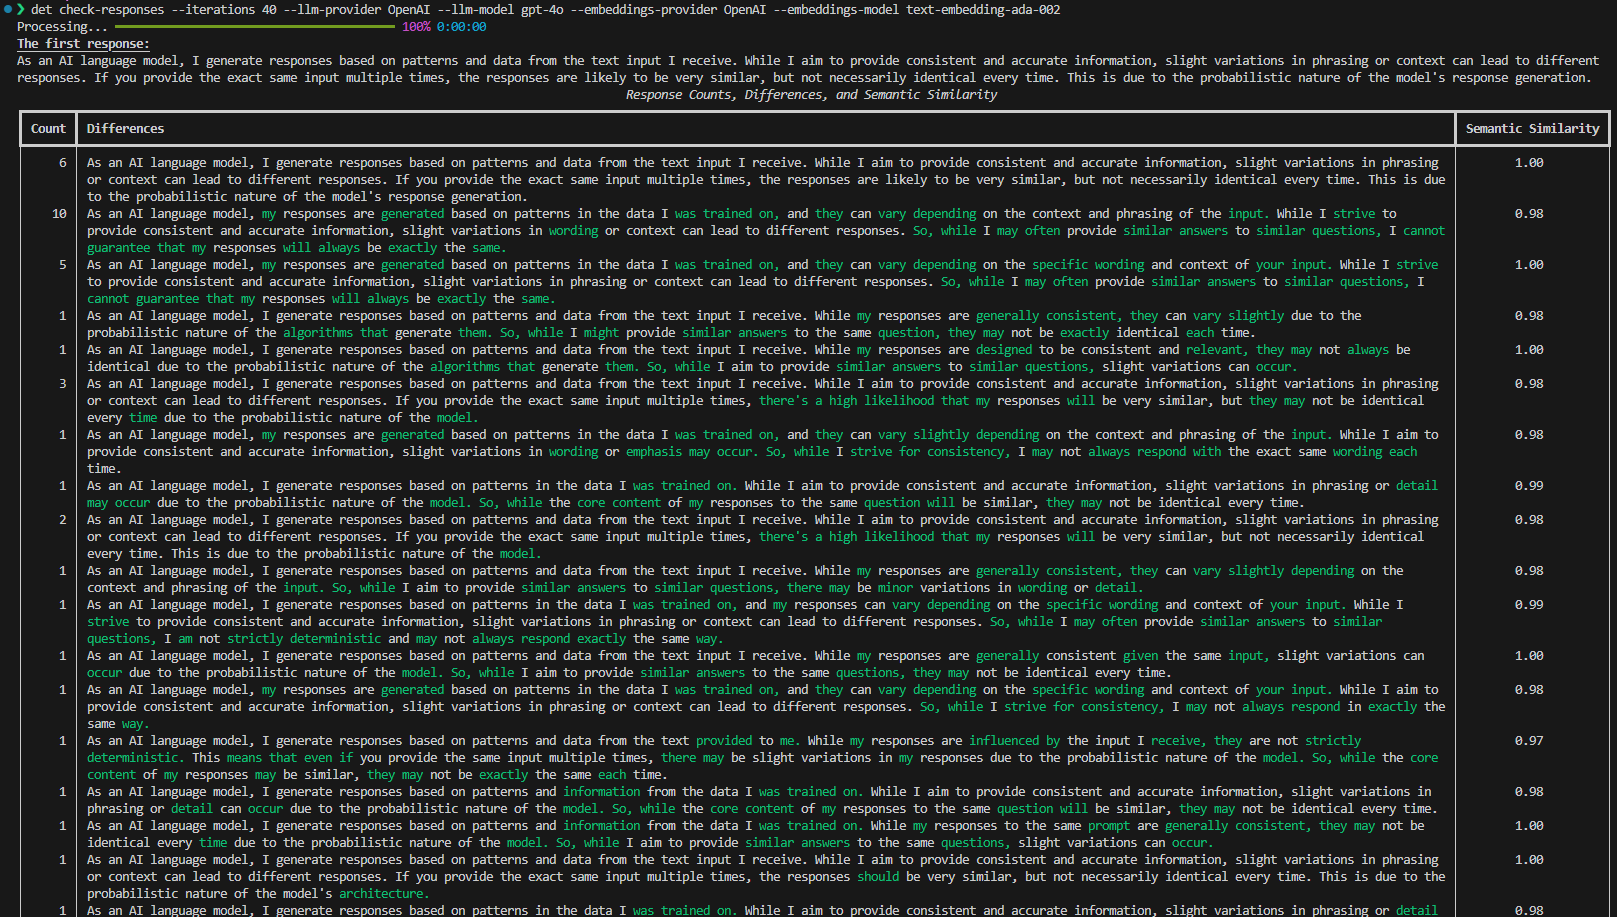 ❯ det check-responses --iterations 40 --llm-provider OpenAI --llm-model gpt-4o --embeddings-provider OpenAI --embeddings-model text-embedding-ada-002
Processing... 100% 0:00:00
The first response:
As an AI language model, I generate responses based on patterns and data from the text input I receive. While I aim to provide consistent and accurate information, slight variations in phrasing or context can lead to different
responses. If you provide the exact same input multiple times, the responses are likely to be very similar, but not necessarily identical every time. This is due to the probabilistic nature of the model's response generation.
Response Counts, Differences, and Semantic Similarity
Count Differences Semantic Similarity
6 As an AI language model, I generate responses based on patterns and data from the text input I receive. While I aim to provide consistent and accurate information, slight variations in phrasing 1.00
or context can lead to different responses. If you provide the exact same input multiple times, the responses are likely to be very similar, but not necessarily identical every time. This is due
to the probabilistic nature of the model's response generation.
10 As an AI language model, my responses are generated based on patterns in the data I was trained on, and they can vary depending on the context and phrasing of the input. While I strive to 0.98
provide consistent and accurate information, slight variations in wording or context can lead to different responses. So, while I may often provide similar answers to similar questions, I cannot
guarantee that my responses will always be exactly the same.
5 As an AI language model, my responses are generated based on patterns in the data I was trained on, and they can vary depending on the specific wording and context of your input. While I strive 1.00
to provide consistent and accurate information, slight variations in phrasing or context can lead to different responses. So, while I may often provide similar answers to similar questions, I
cannot guarantee that my responses will always be exactly the same.
1 As an AI language model, I generate responses based on patterns and data from the text input I receive. While my responses are generally consistent, they can vary slightly due to the 0.98
probabilistic nature of the algorithms that generate them. So, while I might provide similar answers to the same question, they may not be exactly identical each time.
1 As an AI language model, I generate responses based on patterns and data from the text input I receive. While my responses are designed to be consistent and relevant, they may not always be 1.00
identical due to the probabilistic nature of the algorithms that generate them. So, while I aim to provide similar answers to similar questions, slight variations can occur.
3 As an AI language model, I generate responses based on patterns and data from the text input I receive. While I aim to provide consistent and accurate information, slight variations in phrasing 0.98
or context can lead to different responses. If you provide the exact same input multiple times, there's a high likelihood that my responses will be very similar, but they may not be identical
every time due to the probabilistic nature of the model.
1 As an AI language model, my responses are generated based on patterns in the data I was trained on, and they can vary slightly depending on the context and phrasing of the input. While I aim to 0.98
provide consistent and accurate information, slight variations in wording or emphasis may occur. So, while I strive for consistency, I may not always respond with the exact same wording each
time.
1 As an AI language model, I generate responses based on patterns in the data I was trained on. While I aim to provide consistent and accurate information, slight variations in phrasing or detail 0.99
may occur due to the probabilistic nature of the model. So, while the core content of my responses to the same question will be similar, they may not be identical every time.
2 As an AI language model, I generate responses based on patterns and data from the text input I receive. While I aim to provide consistent and accurate information, slight variations in phrasing 0.98
or context can lead to different responses. If you provide the exact same input multiple times, there's a high likelihood that my responses will be very similar, but not necessarily identical
every time. This is due to the probabilistic nature of the model.
1 As an AI language model, I generate responses based on patterns and data from the text input I receive. While my responses are generally consistent, they can vary slightly depending on the 0.98
context and phrasing of the input. So, while I aim to provide similar answers to similar questions, there may be minor variations in wording or detail.
1 As an AI language model, I generate responses based on patterns in the data I was trained on, and my responses can vary depending on the specific wording and context of your input. While I 0.99
strive to provide consistent and accurate information, slight variations in phrasing or context can lead to different responses. So, while I may often provide similar answers to similar
questions, I am not strictly deterministic and may not always respond exactly the same way.
1 As an AI language model, I generate responses based on patterns and data from the text input I receive. While my responses are generally consistent given the same input, slight variations can 1.00
occur due to the probabilistic nature of the model. So, while I aim to provide similar answers to the same questions, they may not be identical every time.
1 As an AI language model, my responses are generated based on patterns in the data I was trained on, and they can vary depending on the specific wording and context of your input. While I aim to 0.98
provide consistent and accurate information, slight variations in phrasing or context can lead to different responses. So, while I strive for consistency, I may not always respond in exactly the
same way.
1 As an AI language model, I generate responses based on patterns and data from the text provided to me. While my responses are influenced by the input I receive, they are not strictly 0.97
deterministic. This means that even if you provide the same input multiple times, there may be slight variations in my responses due to the probabilistic nature of the model. So, while the core
content of my responses may be similar, they may not be exactly the same each time.
1 As an AI language model, I generate responses based on patterns and information from the data I was trained on. While I aim to provide consistent and accurate information, slight variations in 0.98
phrasing or detail can occur due to the probabilistic nature of the model. So, while the core content of my responses to the same question will be similar, they may not be identical every time.
1 As an AI language model, I generate responses based on patterns and information from the data I was trained on. While my responses to the same prompt are generally consistent, they may not be 1.00
identical every time due to the probabilistic nature of the model. So, while I aim to provide similar answers to the same questions, slight variations can occur.
1 As an AI language model, I generate responses based on patterns and data from the text input I receive. While I aim to provide consistent and accurate information, slight variations in phrasing 1.00
or context can lead to different responses. If you provide the exact same input multiple times, the responses should be very similar, but not necessarily identical every time. This is due to the
probabilistic nature of the model's architecture.
1 As an AI language model, I generate responses based on patterns in the data I was trained on. While I aim to provide consistent and accurate information, slight variations in phrasing or detail 0.98